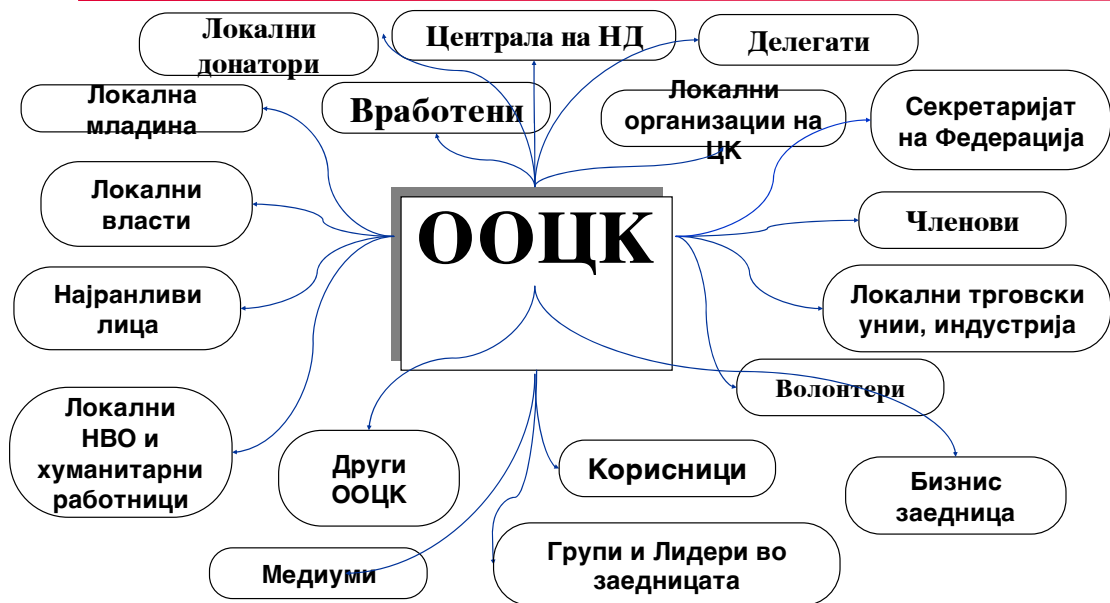 Локални
донатори
Централа на НД
Делегати
Локална
младина
Вработени
Локални
организации на
ЦК
Секретаријат
на Федерација
Локални
власти
ООЦК
Членови
Најранливи
лица
Локални трговски
унии, индустрија
Волонтери
Локални
НВО и
хуманитарни
работници
Други
ООЦК
Корисници
Бизнис
заедница
Медиуми
Групи и Лидери во
заедницата